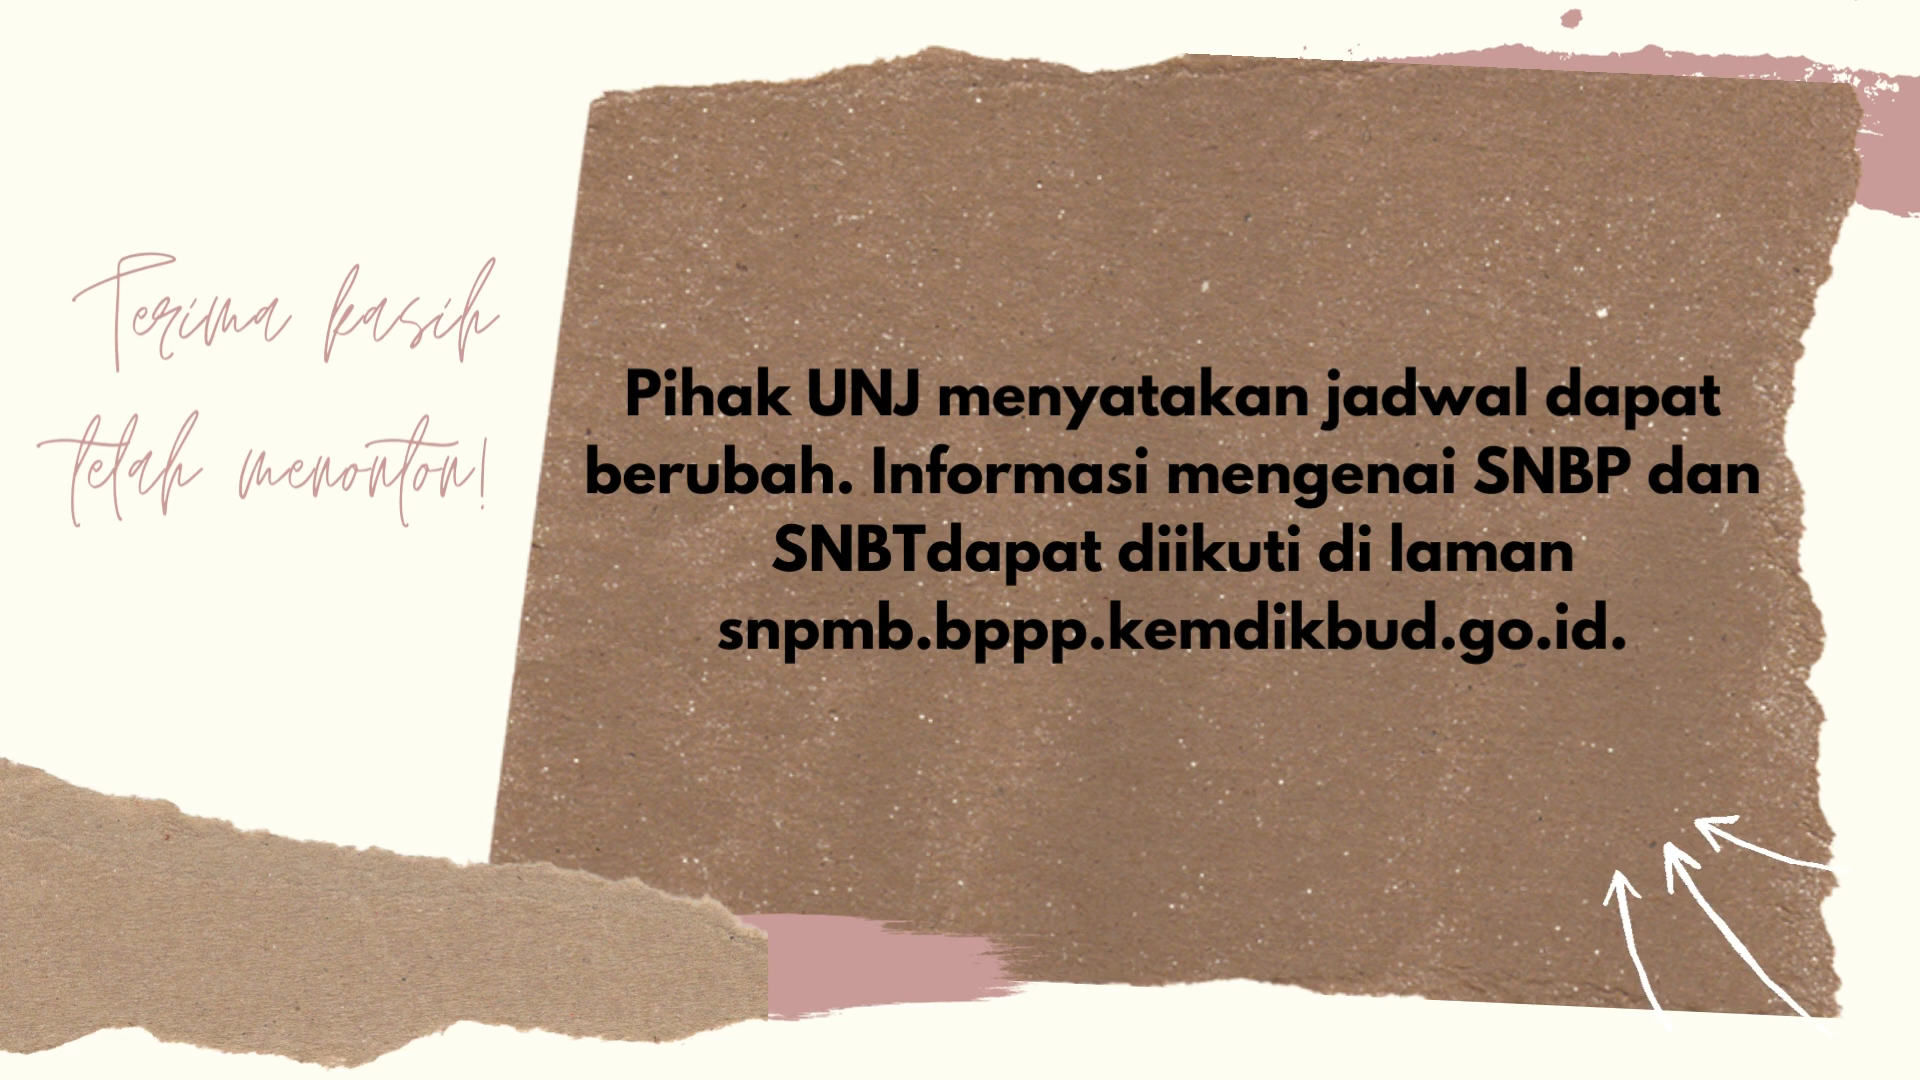 Terima kasih
telah menonton!
Pihak UNJ menyatakan jadwal dapat
berubah. Informasi mengenai SNBP dan
SNBTdapat diikuti di laman
snpmb.bppp.kemdikbud.go.id.